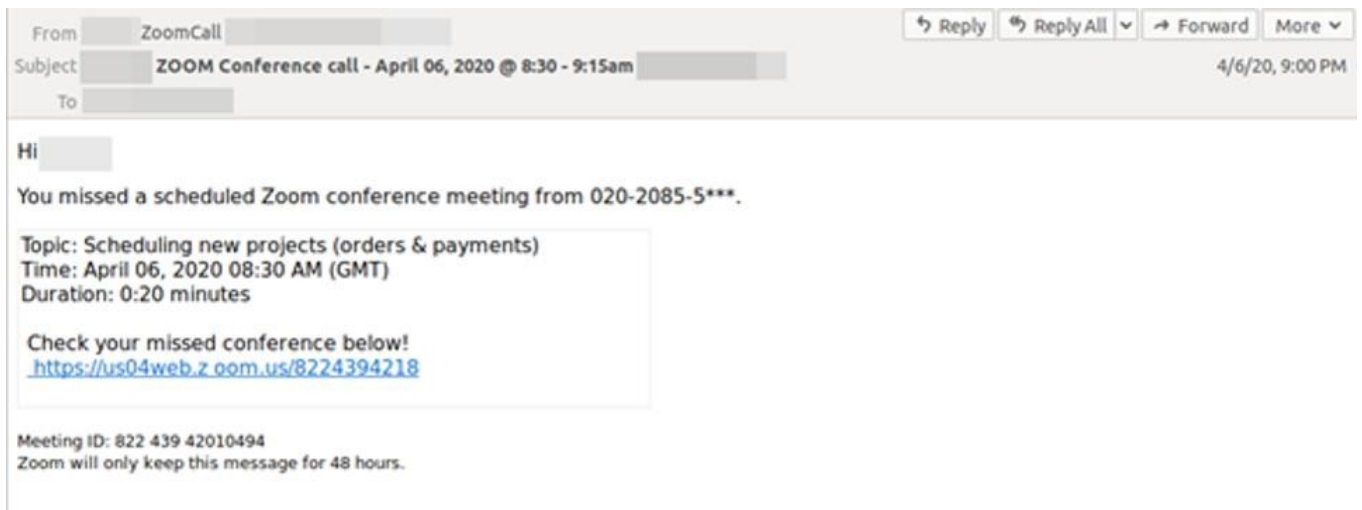 From ZoomCall
Reply Reply All Forward More
Subject ZOOM Conference call - April 06, 2020 @ 8:30 - 9:15am
4/6/20, 9:00 PM
To
Hi
You missed a scheduled Zoom conference meeting from 020-2085-5***.
Topic: Scheduling new projects (orders & payments)
Time: April 06, 2020 08:30 AM (GMT)
Duration: 0:20 minutes
Check your missed conference below!
https://us04web.z oom.us/8224394218
Meeting ID: 822 439 42010494
Zoom will only keep this message for 48 hours.